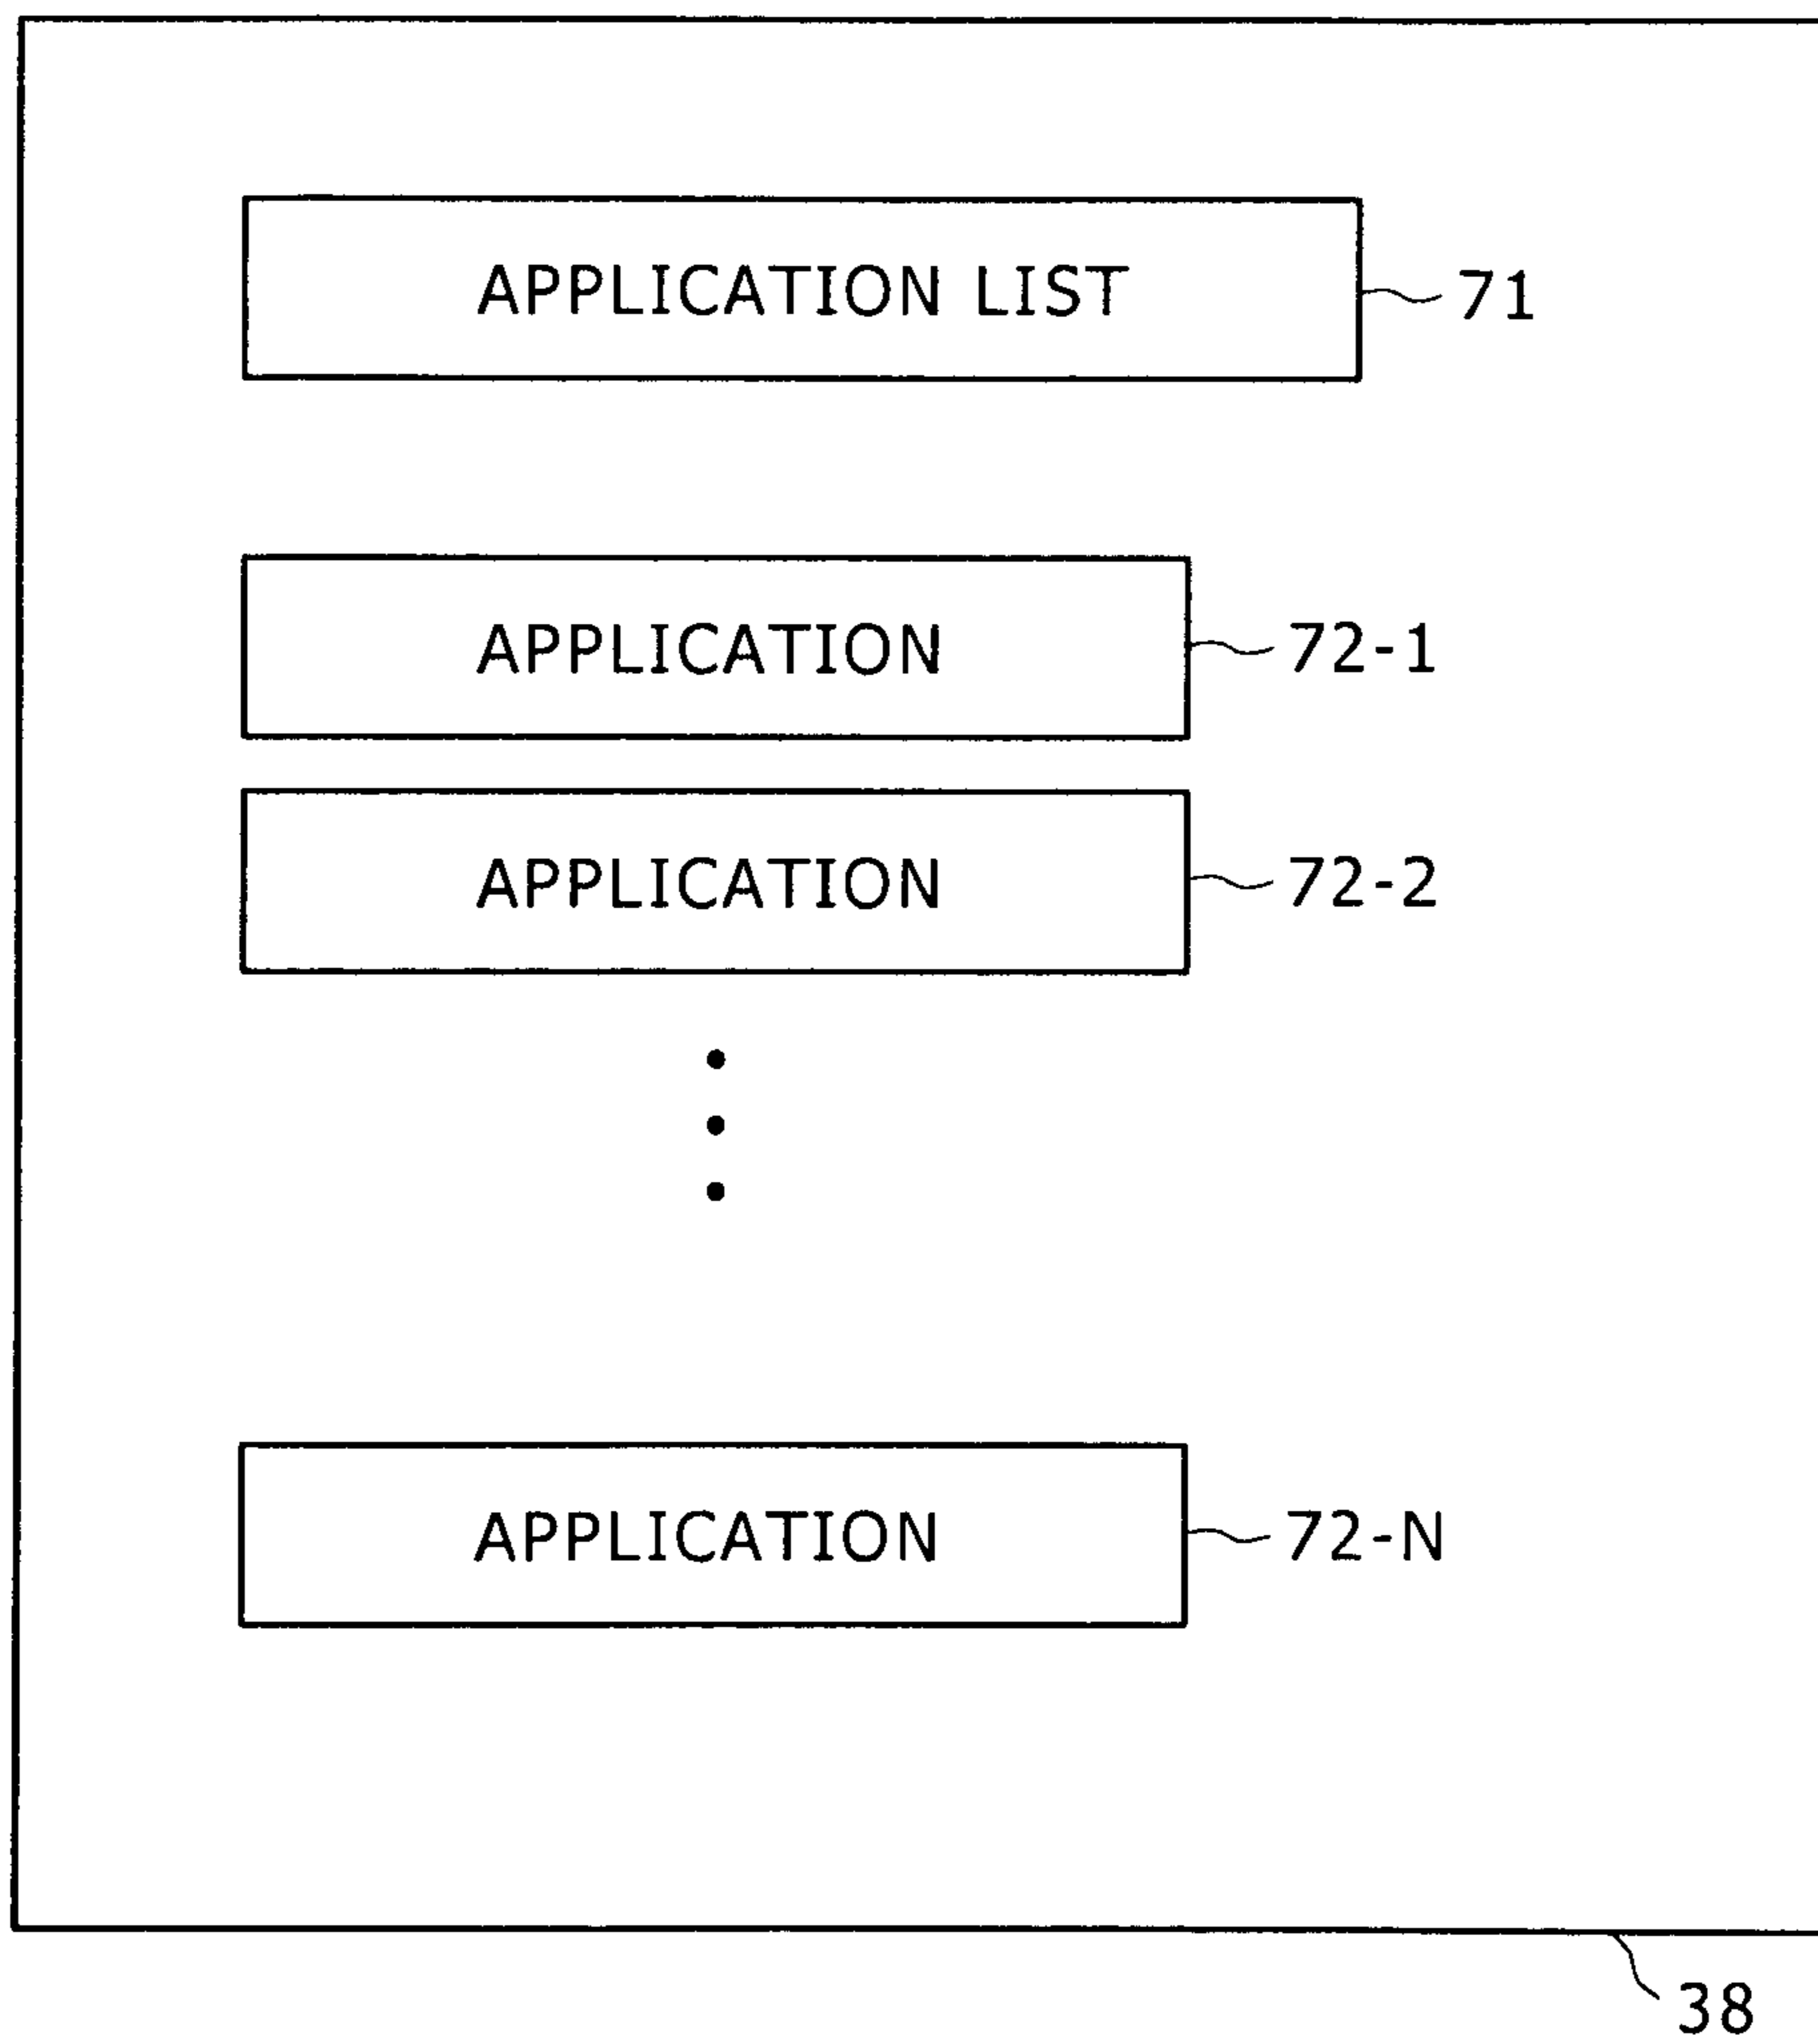 APPLICATION LIST 71
APPLICATION 72-1
APPLICATION 72-2
APPLICATION 72-N
38